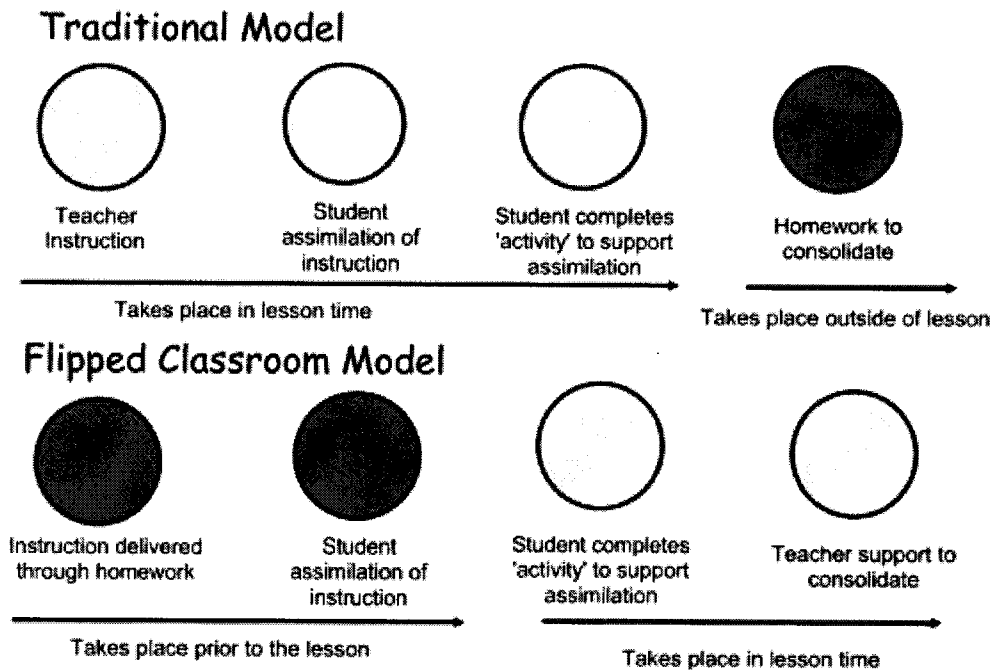 Traditional Model
Teacher
Instruction
Student
assimilation of
instruction
Student completes
'activity' to support
assimilation
Homework to
consolidate
Takes place in lesson time
Takes place outside of lesson
Flipped Classroom Model
Instruction delivered
through homework
Student
assimilation of
instruction
Student completes
'activity' to support
assimilation
Teacher support to
consolidate
Takes place prior to the lesson
Takes place in lesson time